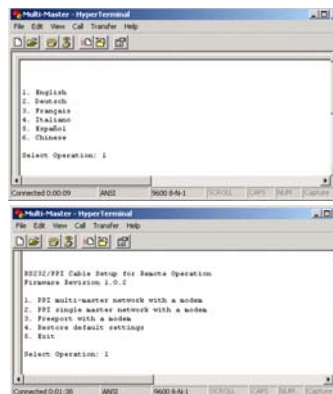 Multi-Master - HyperTerminal
File Edit View Call Transfer Help
1. English
2. Deutsch
3. Français
4. Italiano
5. Español
6. Chinese
Select Operation: 1
Connected 0:00:09 ANSI 9600 8-N-1 SCROLL CAPS NUM Capture
Multi-Master - HyperTerminal
File Edit View Call Transfer Help
RS232/PPI Cable Setup for Remote Operation
Firmware Revision 1.0.2
1. PPI multi-master network with a modem
2. PPI single master network with a modem
3. Freeport with a modem
4. Restore default settings
5. Exit
Select Operation: 1
Connected 0:01:38 ANSI 9600 8-N-1 SCROLL CAPS NUM Capture